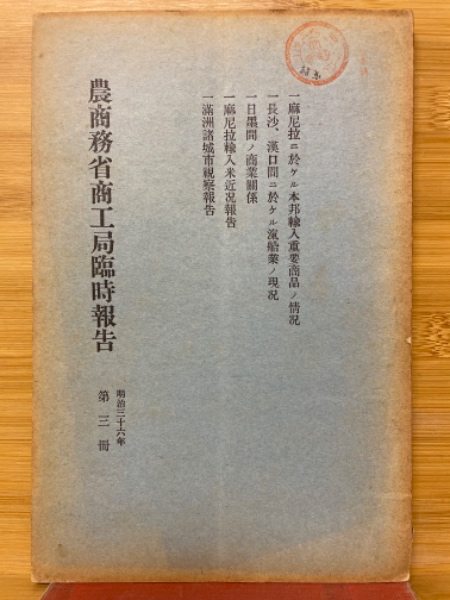 一麻尼拉ニ於ケル本邦輸入重要商品ノ情况
一長沙、漢口間ニ於ケル滊船業ノ現况
一日墨間ノ商業關係
一麻尼拉輸入米近况報告
一滿洲諸城市視察報告
農商務省商工局臨時報告
明治三十六年
第三冊